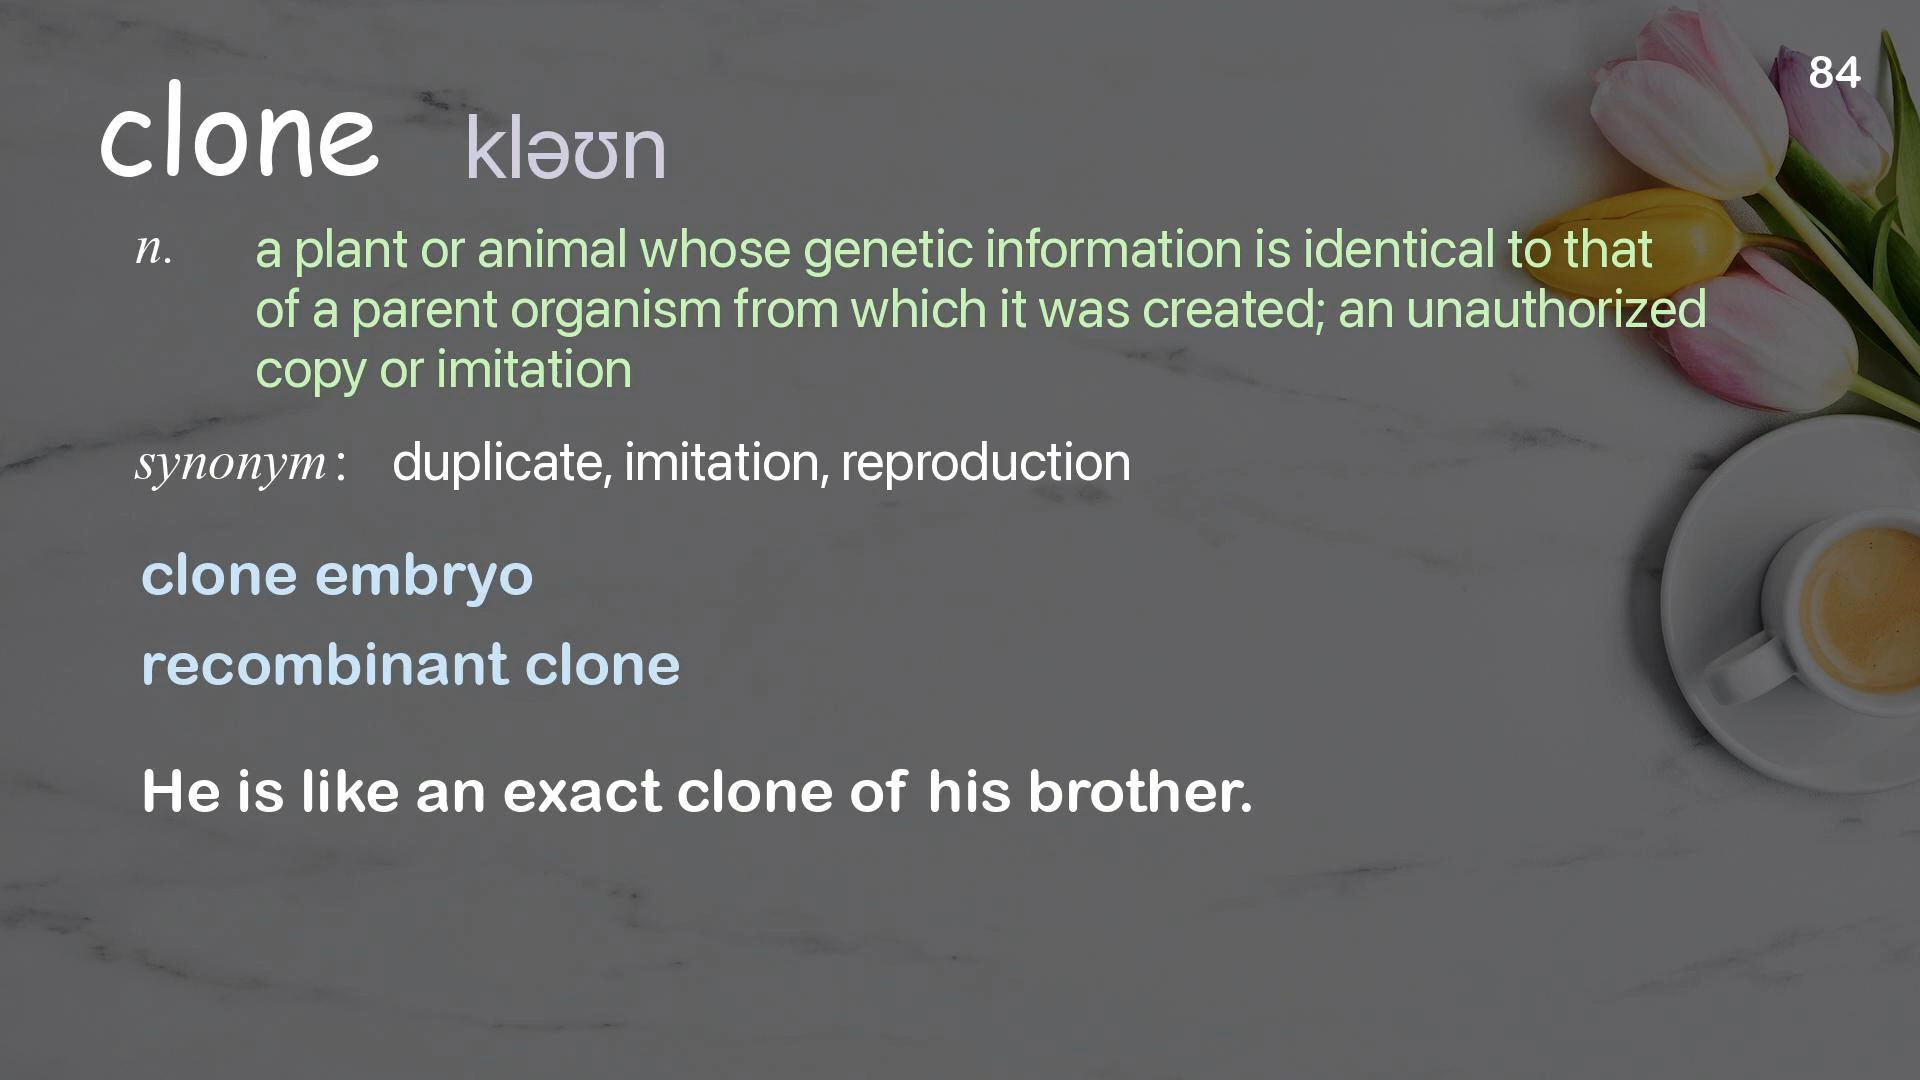 84
clone kləʊn
n. a plant or animal whose genetic information is identical to that
of a parent organism from which it was created; an unauthorized
copy or imitation
synonym: duplicate, imitation, reproduction
clone embryo
recombinant clone
He is like an exact clone of his brother.